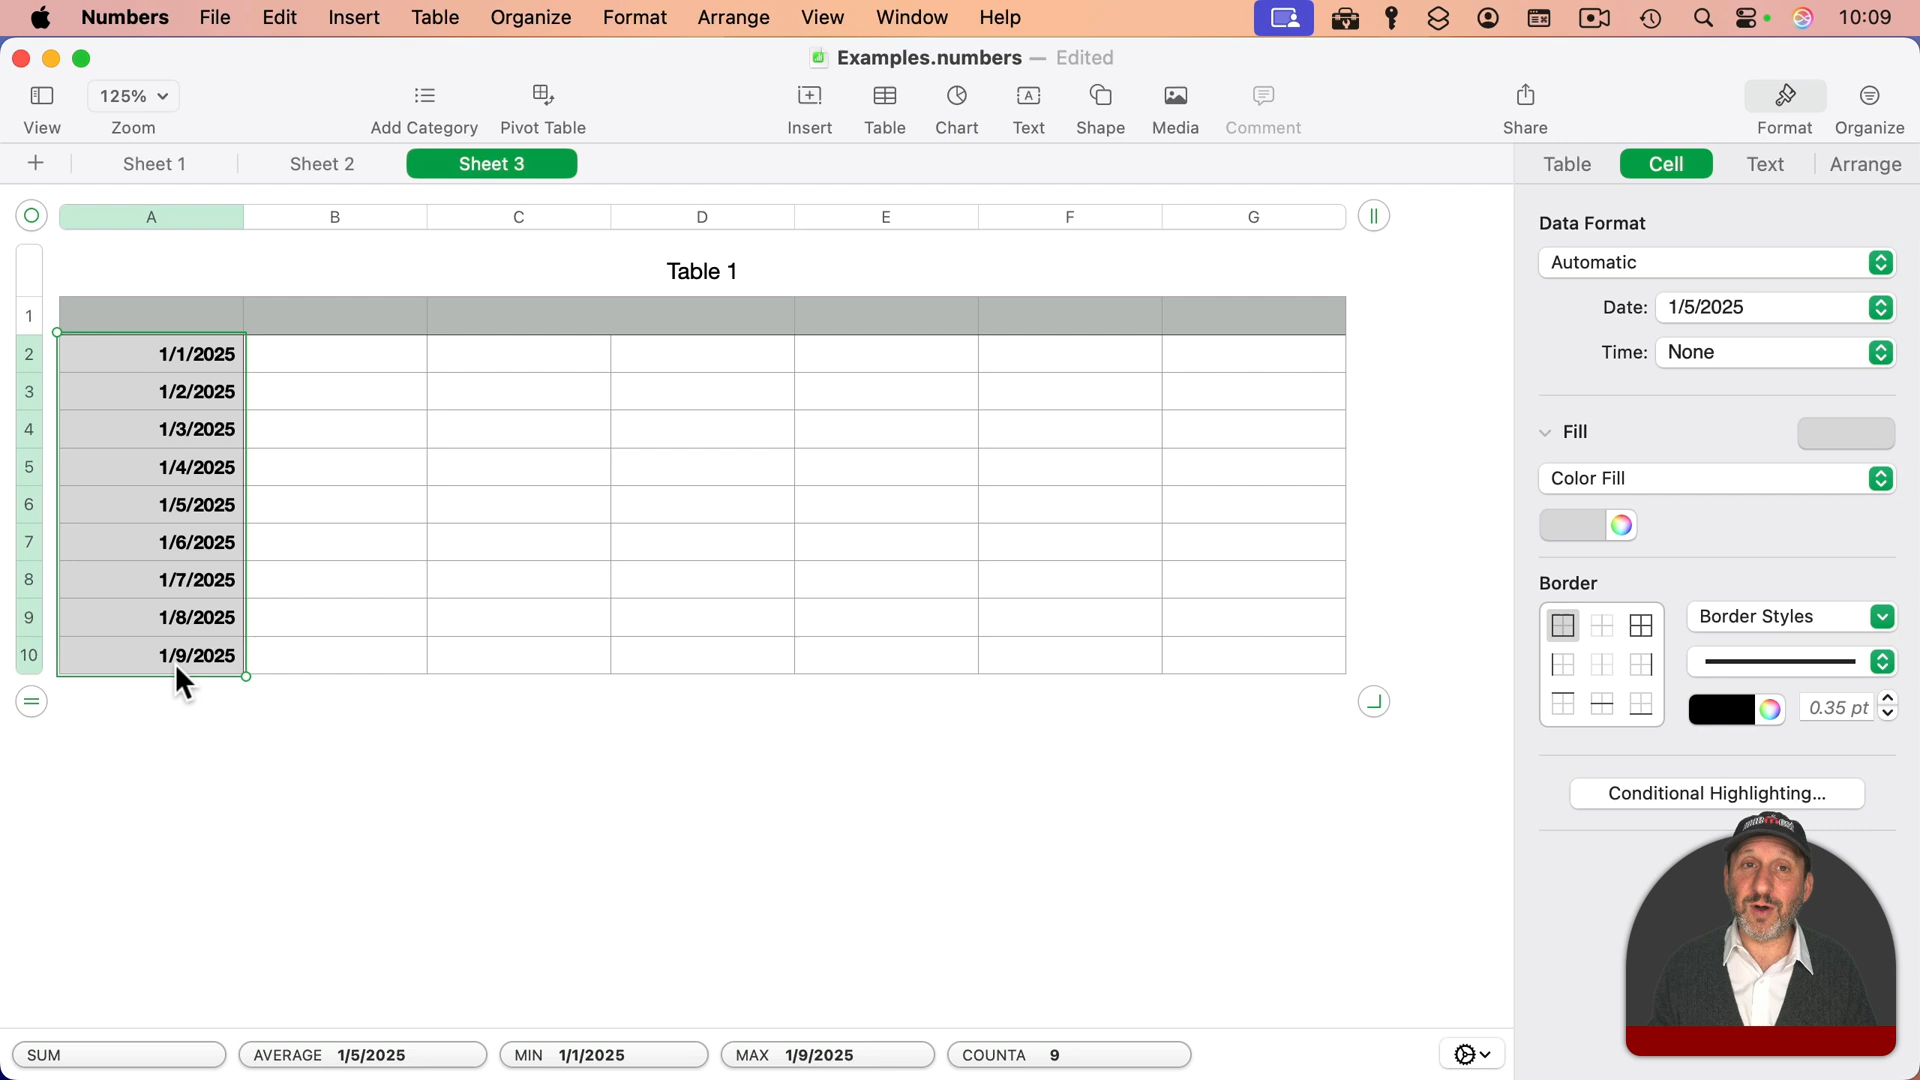 Numbers File Edit Insert Table Organize Format Arrange View Window Help 10:09
Examples.numbers — Edited
125%
View Zoom Add Category Pivot Table Insert Table Chart Text Shape Media Comment Share Format Organize
Sheet 1 Sheet 2 Sheet 3
Table Cell Text Arrange
A B C D E F G
Table 1
1
2 1/1/2025
3 1/2/2025
4 1/3/2025
5 1/4/2025
6 1/5/2025
7 1/6/2025
8 1/7/2025
9 1/8/2025
10 1/9/2025
Data Format
Automatic
Date: 1/5/2025
Time: None
Fill
Color Fill
Border
Border Styles
0.35 pt
Conditional Highlighting...
SUM AVERAGE 1/5/2025 MIN 1/1/2025 MAX 1/9/2025 COUNTA 9